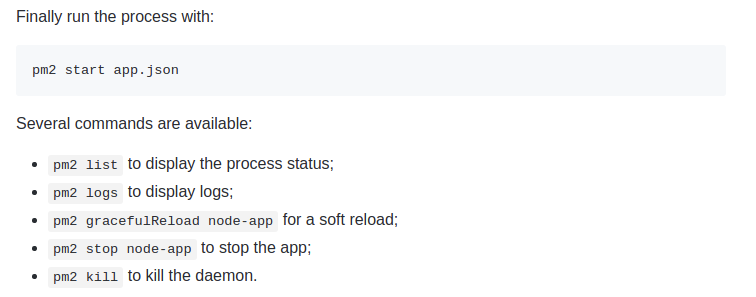 Finally run the process with:
pm2 start app.json
Several commands are available:
• pm2 list to display the process status;
• pm2 logs to display logs;
• pm2 gracefulReload node-app for a soft reload;
• pm2 stop node-app to stop the app;
• pm2 kill to kill the daemon.